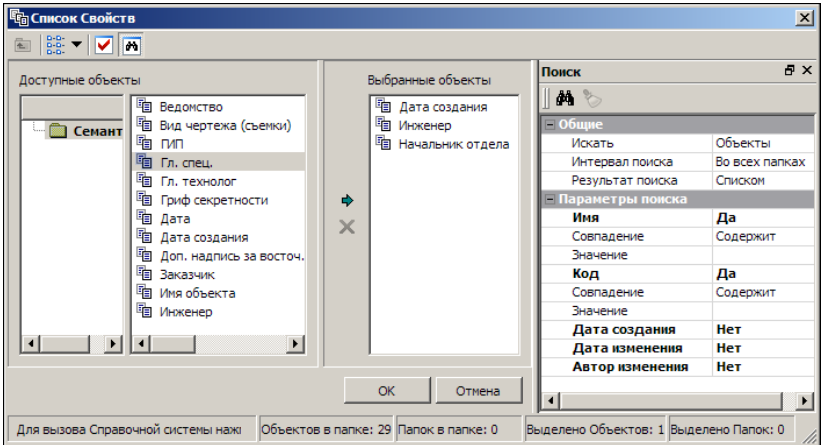 Список Свойств
Доступные объекты
Семант
Ведомство
Вид чертежа (съемки)
ГИП
Гл. спец.
Гл. технолог
Гриф секретности
Дата
Дата создания
Доп. надпись за восточ.
Заказчик
Имя объекта
Инженер
Выбранные объекты
Дата создания
Инженер
Начальник отдела
Поиск
Общие
Искать Объекты
Интервал поиска Во всех папках
Результат поиска Списком
Параметры поиска
Имя Да
Совпадение Содержит
Значение
Код Да
Совпадение Содержит
Значение
Дата создания Нет
Дата изменения Нет
Автор изменения Нет
OK Отмена
Для вызова Справочной системы наж Объектов в папке: 29 Папок в папке: 0 Выделено Объектов: 1 Выделено Папок: 0